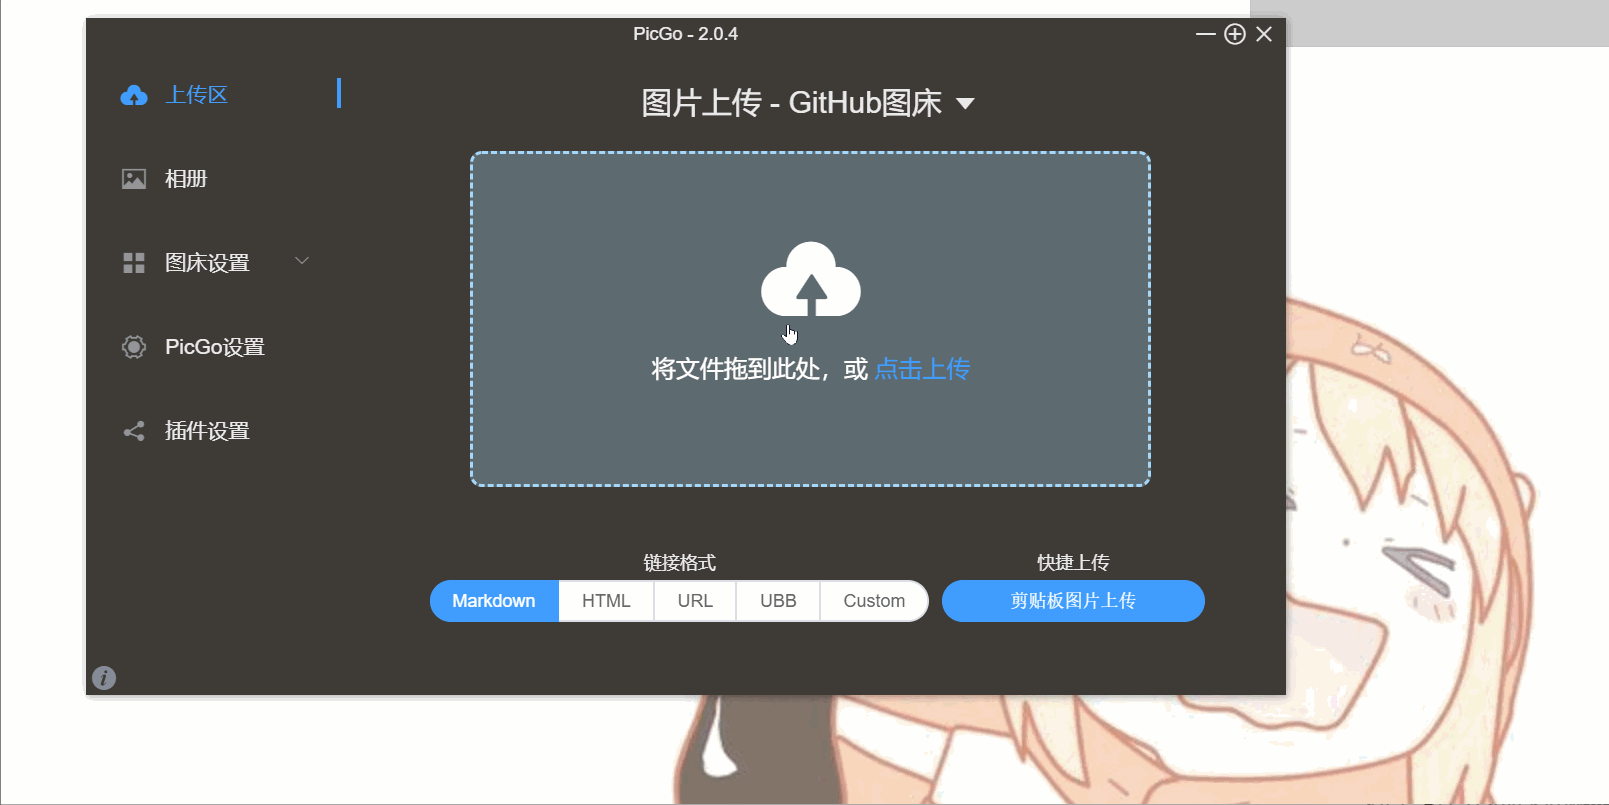 PicGo - 2.0.4
上传区
相册
图床设置
PicGo设置
插件设置
图片上传 - GitHub图床
将文件拖到此处，或 点击上传
链接格式
Markdown HTML URL UBB Custom
快捷上传
剪贴板图片上传
i